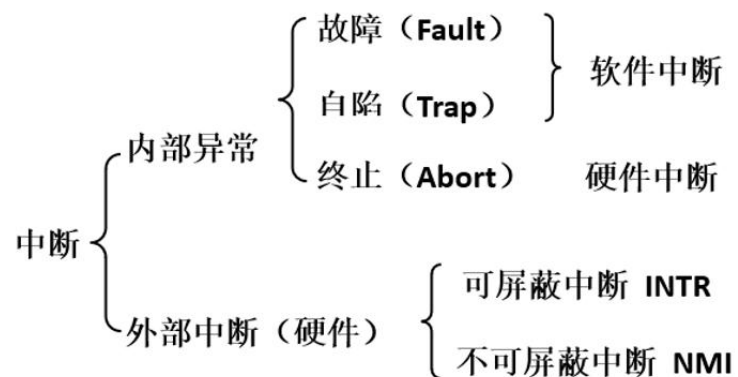 故障（Fault）
自陷（Trap）
软件中断
内部异常
终止（Abort）
硬件中断
中断
外部中断（硬件）
可屏蔽中断 INTR
不可屏蔽中断 NMI